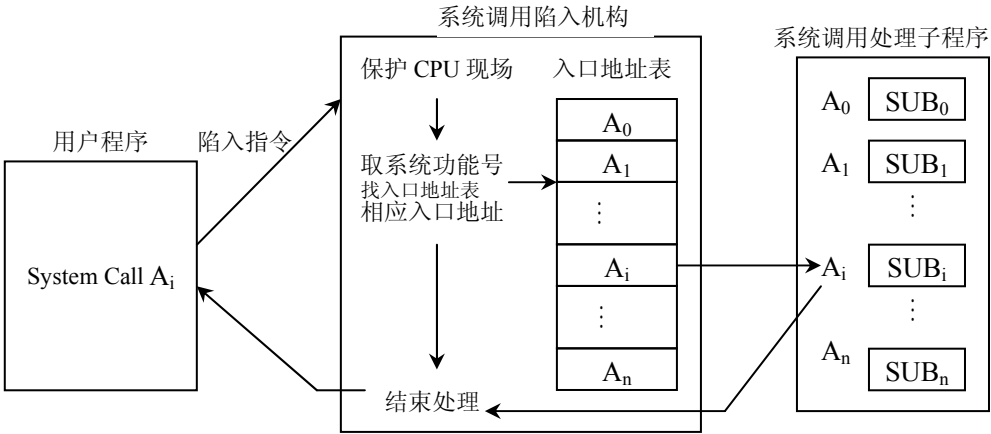 系统调用陷入机构
系统调用处理子程序
用户程序
陷入指令
System Call Aᵢ
保护 CPU 现场
取系统功能号
找入口地址表
相应入口地址
结束处理
入口地址表
A₀
A₁
⋮
Aᵢ
⋮
Aₙ
A₀ SUB₀
A₁ SUB₁
⋮
Aᵢ SUBᵢ
⋮
Aₙ SUBₙ